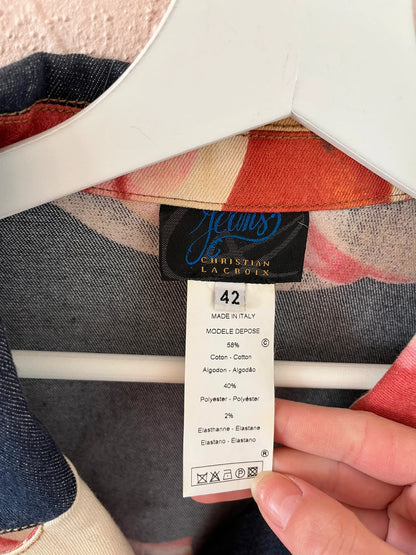 Jeans
CHRISTIAN
LACROIX
42
MADE IN ITALY
MODELE DEPOSE
58%
©
Coton - Cotton
Algodon - Algodão
40%
Polyester - Polyéster
2%
Elasthanne - Elastane
Elastano - Elastano
®